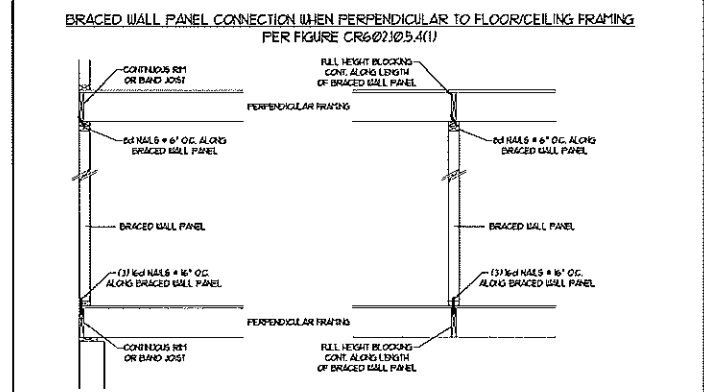 BRACED WALL PANEL CONNECTION WHEN PERPENDICULAR TO FLOOR/CEILING FRAMING
PER FIGURE CR602.10.5.4(1)
CONTINUOUS RIM
OR BAND JOIST
FULL HEIGHT BLOCKING
CONT. ALONG LENGTH
OF BRACED WALL PANEL
PERPENDICULAR FRAMING
8d NAILS @ 6" O.C. ALONG
BRACED WALL PANEL
8d NAILS @ 6" O.C. ALONG
BRACED WALL PANEL
BRACED WALL PANEL
BRACED WALL PANEL
(3) 16d NAILS @ 16" O.C.
ALONG BRACED WALL PANEL
(3) 16d NAILS @ 16" O.C.
ALONG BRACED WALL PANEL
PERPENDICULAR FRAMING
CONTINUOUS RIM
OR BAND JOIST
FULL HEIGHT BLOCKING
CONT. ALONG LENGTH
OF BRACED WALL PANEL